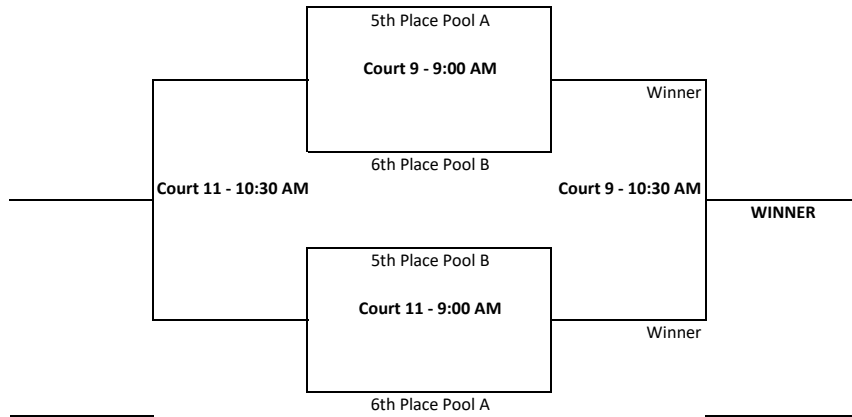 5th Place Pool A
Court 9 - 9:00 AM
Winner
6th Place Pool B
Court 11 - 10:30 AM
Court 9 - 10:30 AM
WINNER
5th Place Pool B
Court 11 - 9:00 AM
Winner
6th Place Pool A